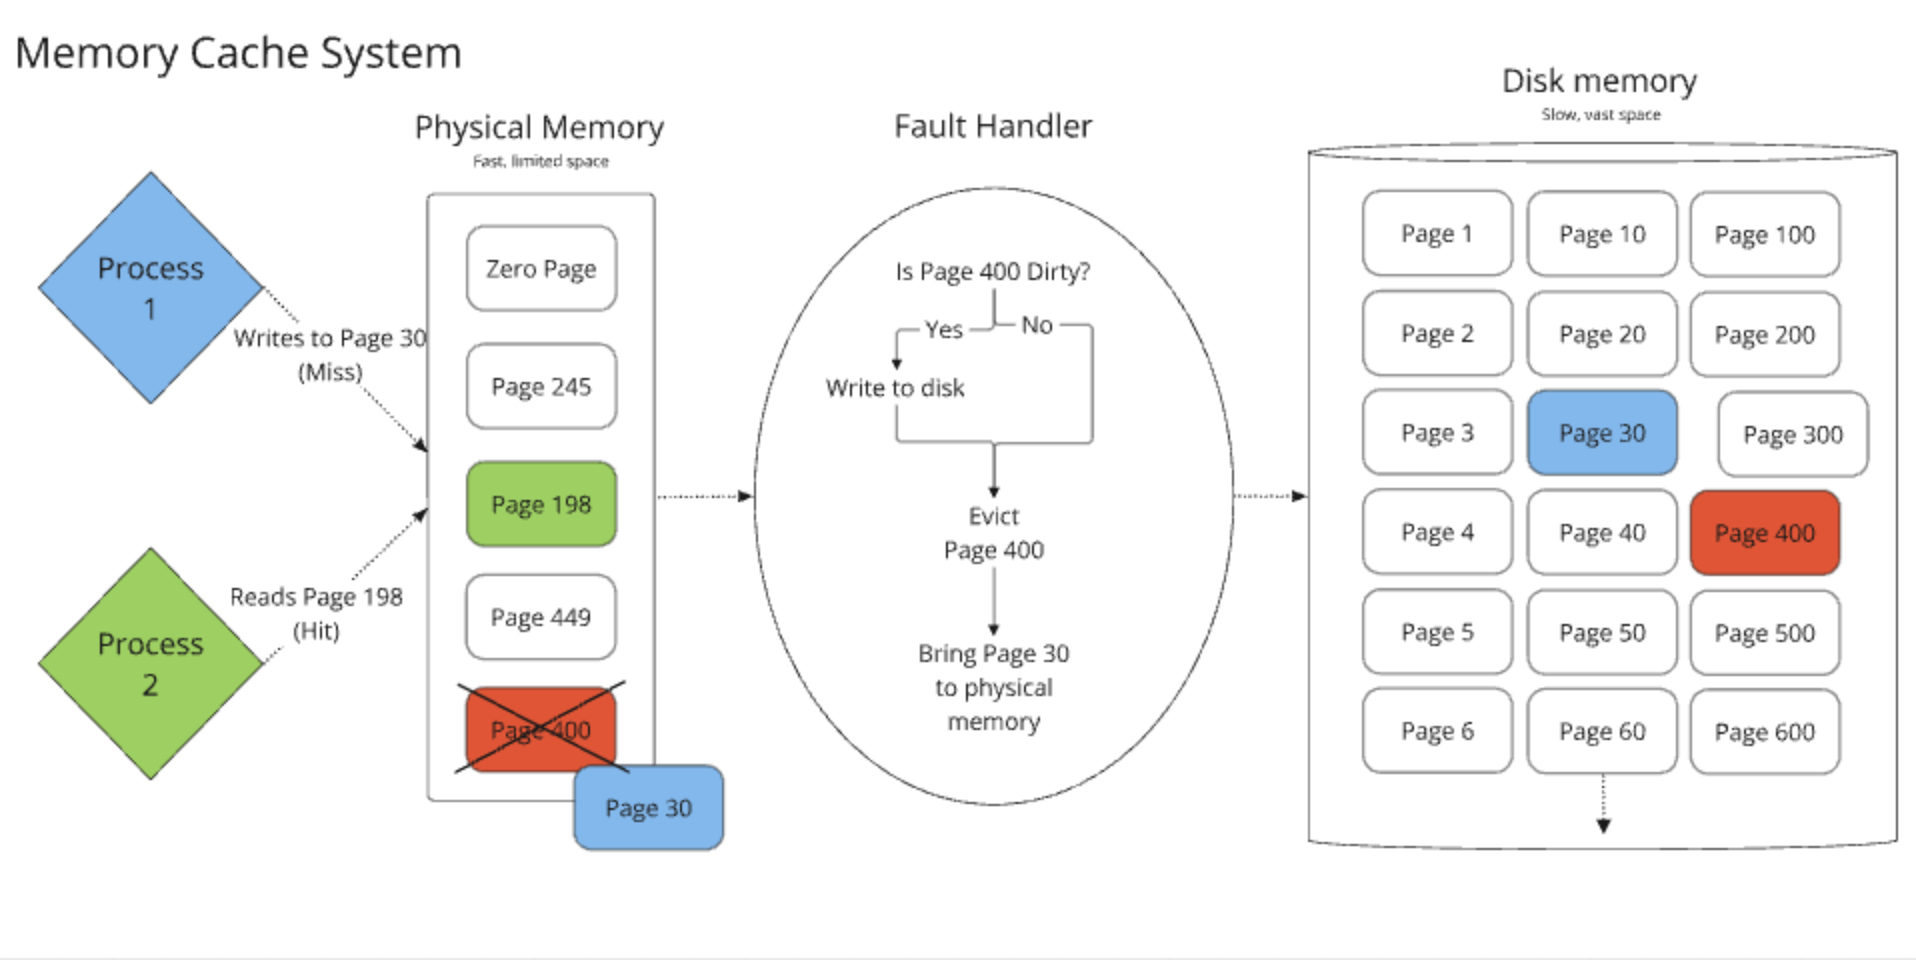 Memory Cache System
Physical Memory
Fast, limited space
Fault Handler
Disk memory
Slow, vast space
Process
1
Writes to Page 30
(Miss)
Process
2
Reads Page 198
(Hit)
Zero Page
Page 245
Page 198
Page 449
Page 400
Page 30
Is Page 400 Dirty?
Yes
No
Write to disk
Evict
Page 400
Bring Page 30
to physical
memory
Page 1
Page 10
Page 100
Page 2
Page 20
Page 200
Page 3
Page 30
Page 300
Page 4
Page 40
Page 400
Page 5
Page 50
Page 500
Page 6
Page 60
Page 600